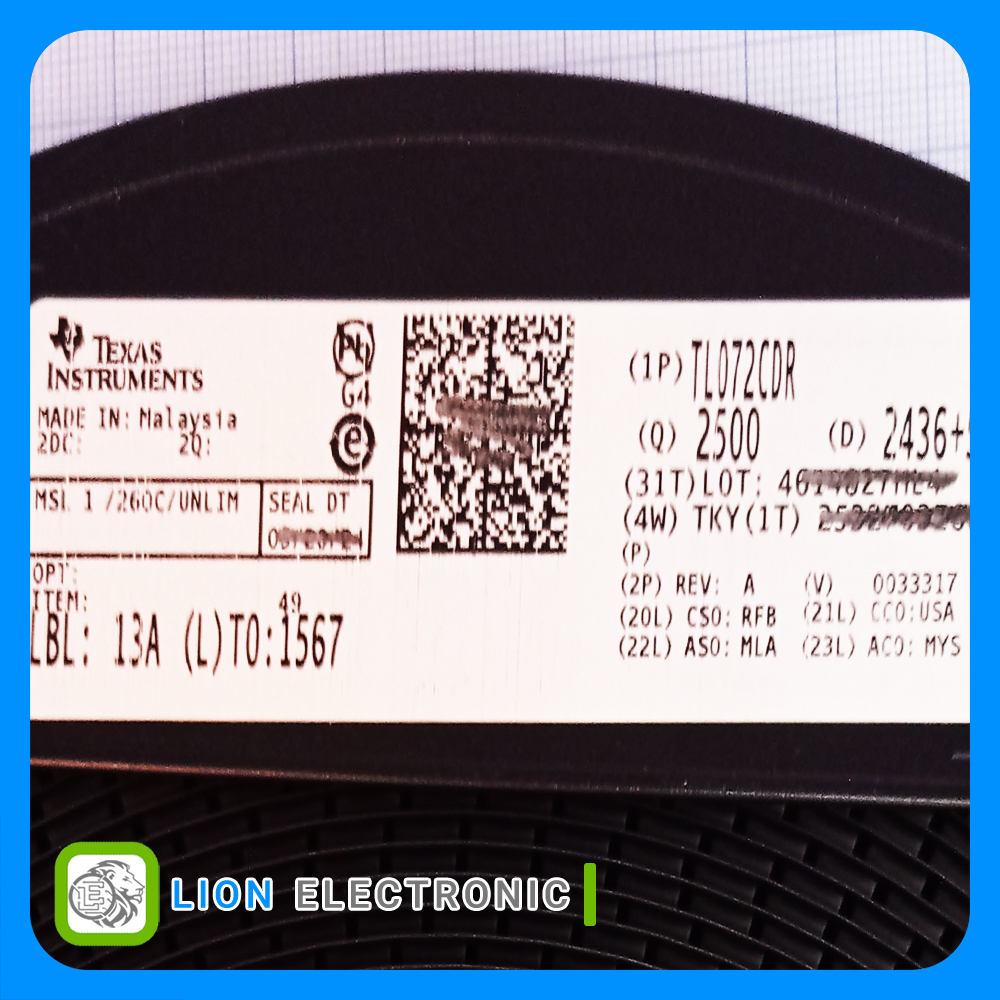 TEXAS
INSTRUMENTS
MADE IN: Malaysia
2DC: 2Q:
Pb
G4
e
MSL 1 /260C/UNLIM
SEAL DT
OPT:
ITEM:
49
LBL: 13A (L)TO:1567
(1P) TL072CDR
(Q) 2500 (D) 2436+
(31T)LOT:
(4W) TKY(1T)
(P)
(2P) REV: A (V) 0033317
(20L) CSO: RFB (21L) CCO:USA
(22L) ASO: MLA (23L) ACO: MYS
LION ELECTRONIC